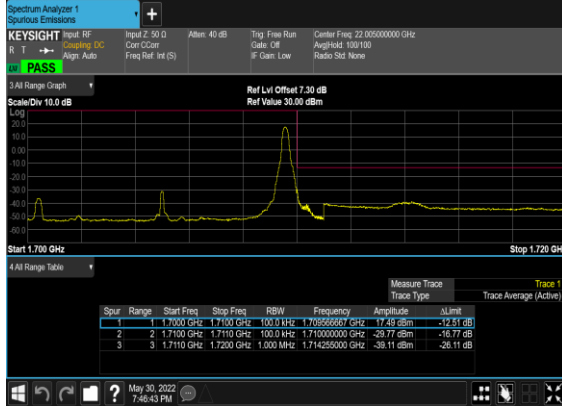 Spectrum Analyzer 1
Spurious Emissions
+
KEYSIGHT Input: RF Input Z: 50 Ω Atten: 40 dB Trig: Free Run Center Freq: 22.005000000 GHz
R T Coupling: DC Corr CCorr Gate: Off Avg|Hold: 100/100
Align: Auto Freq Ref: Int (S) IF Gain: Low Radio Std: None
LXI PASS
3 All Range Graph
Ref Lvl Offset 7.30 dB
Scale/Div 10.0 dB Ref Value 30.00 dBm
Log
20.0
10.0
0.00
-10.0
-20.0
-30.0
-40.0
-50.0
-60.0
Start 1.700 GHz Stop 1.720 GH
4 All Range Table
Measure Trace Trace 1
Trace Type Trace Average (Active)
Spur Range Start Freq Stop Freq RBW Frequency Amplitude ΔLimit
1 1 1.7000 GHz 1.7100 GHz 100.0 kHz 1.709566667 GHz 17.49 dBm -12.51 dB
2 2 1.7100 GHz 1.7110 GHz 100.0 kHz 1.710000000 GHz -29.77 dBm -16.77 dB
3 3 1.7110 GHz 1.7200 GHz 1.000 MHz 1.714255000 GHz -39.11 dBm -26.11 dB
? May 30, 2022
7:46:43 PM